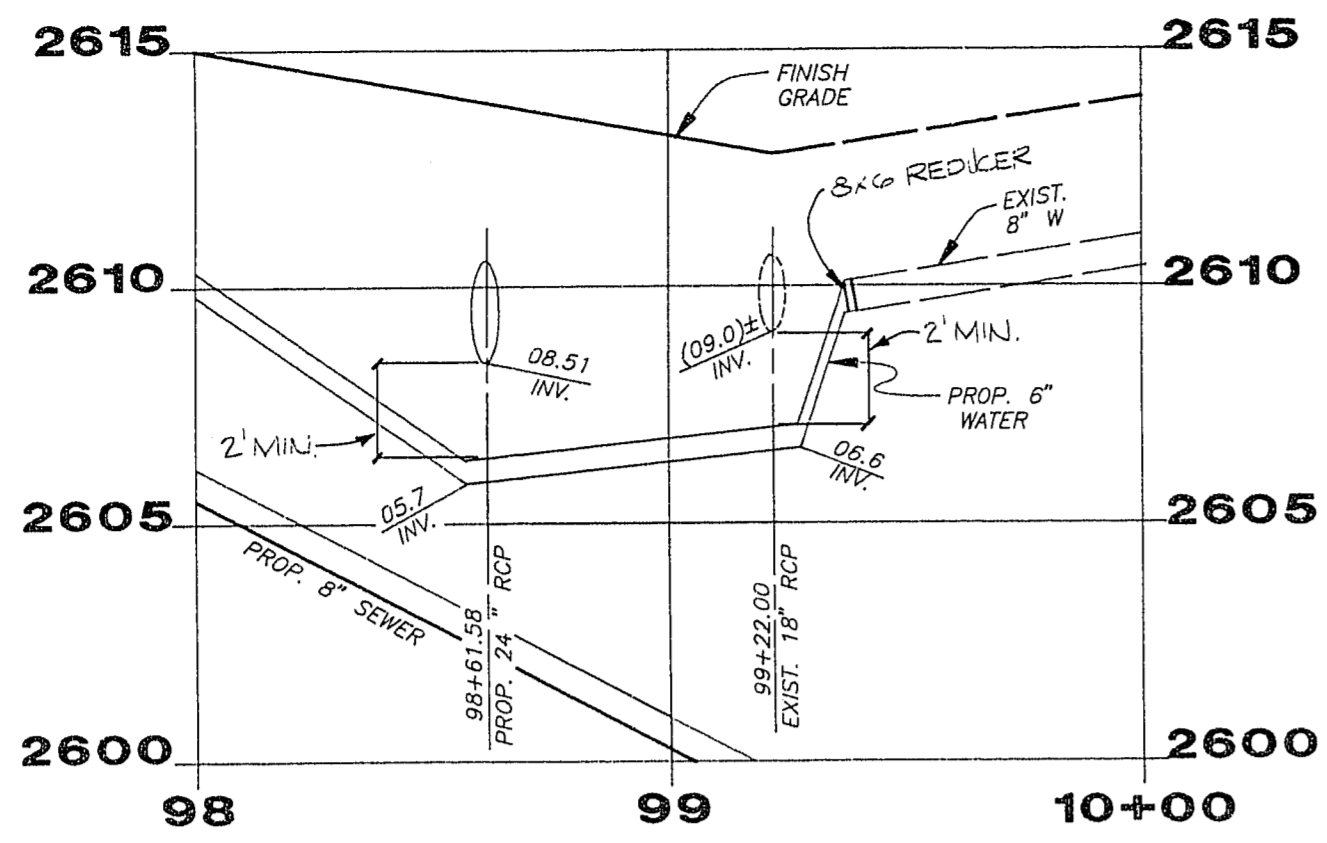 2615
2615
FINISH
GRADE
8x6 REDUCER
EXIST.
8" W
2610
2610
08.51
INV.
(09.0)±
INV.
2' MIN.
PROP. 6"
WATER
2' MIN.
06.6
INV.
05.7
INV.
2605
2605
PROP. 8" SEWER
98+61.58
PROP. 24" RCP
99+22.00
EXIST. 18" RCP
2600
2600
98
99
10+00